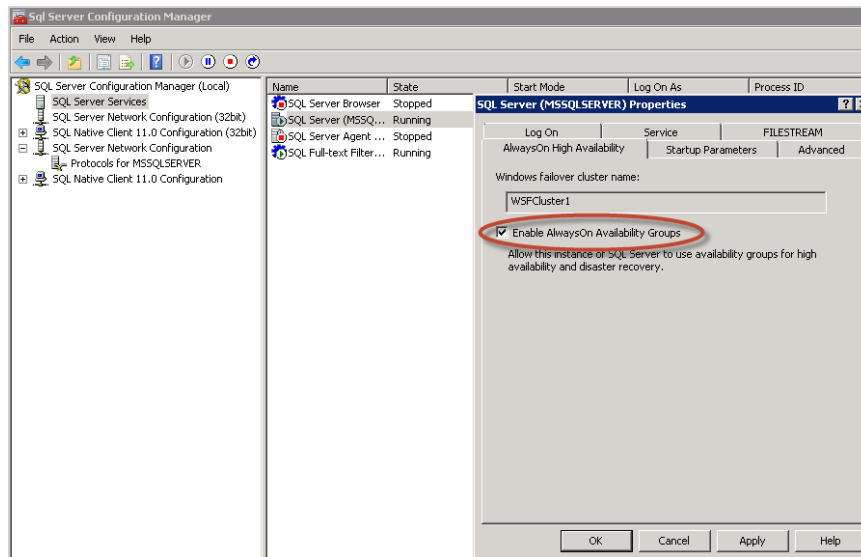 Sql Server Configuration Manager
File Action View Help
SQL Server Configuration Manager (Local)
SQL Server Services
SQL Server Network Configuration (32bit)
SQL Native Client 11.0 Configuration (32bit)
SQL Server Network Configuration
Protocols for MSSQLSERVER
SQL Native Client 11.0 Configuration
Name State Start Mode Log On As Process ID
SQL Server Browser Stopped
SQL Server (MSSQ... Running
SQL Server Agent ... Stopped
SQL Full-text Filter... Running
SQL Server (MSSQLSERVER) Properties
Log On Service FILESTREAM
AlwaysOn High Availability Startup Parameters Advanced
Windows failover cluster name:
WSFCluster1
Enable AlwaysOn Availability Groups
Allow this instance of SQL Server to use availability groups for high
availability and disaster recovery.
OK Cancel Apply Help